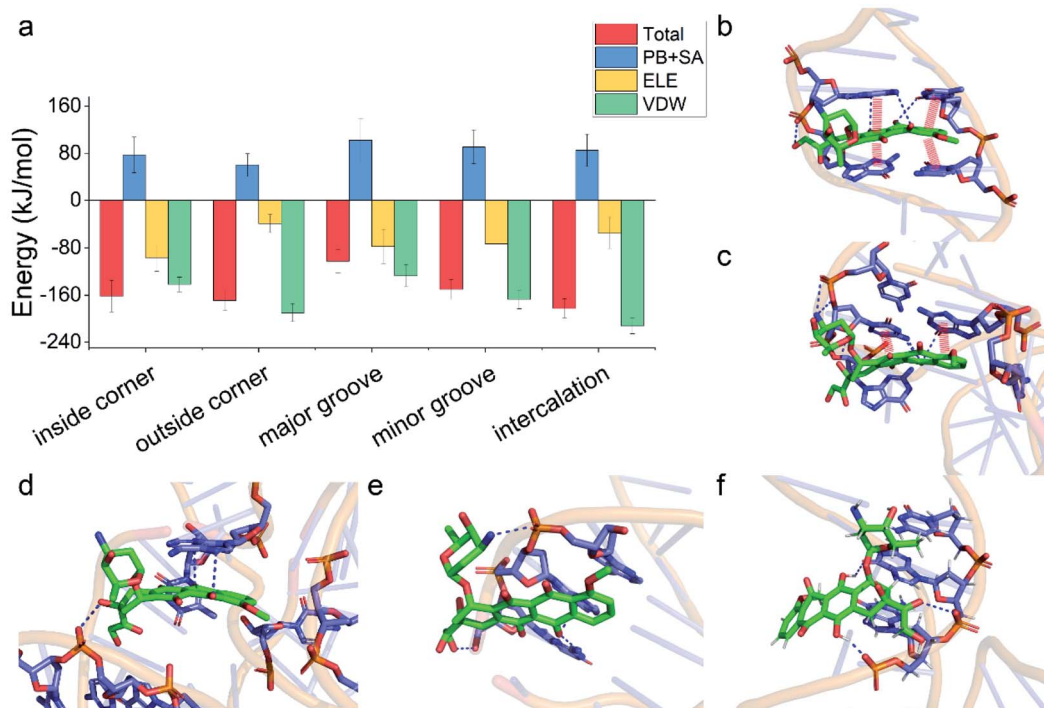 a
Total
PB+SA
ELE
VDW
Energy (kJ/mol)
160
80
0
-80
-160
-240
inside corner
outside corner
major groove
minor groove
intercalation
b
c
d
e
f